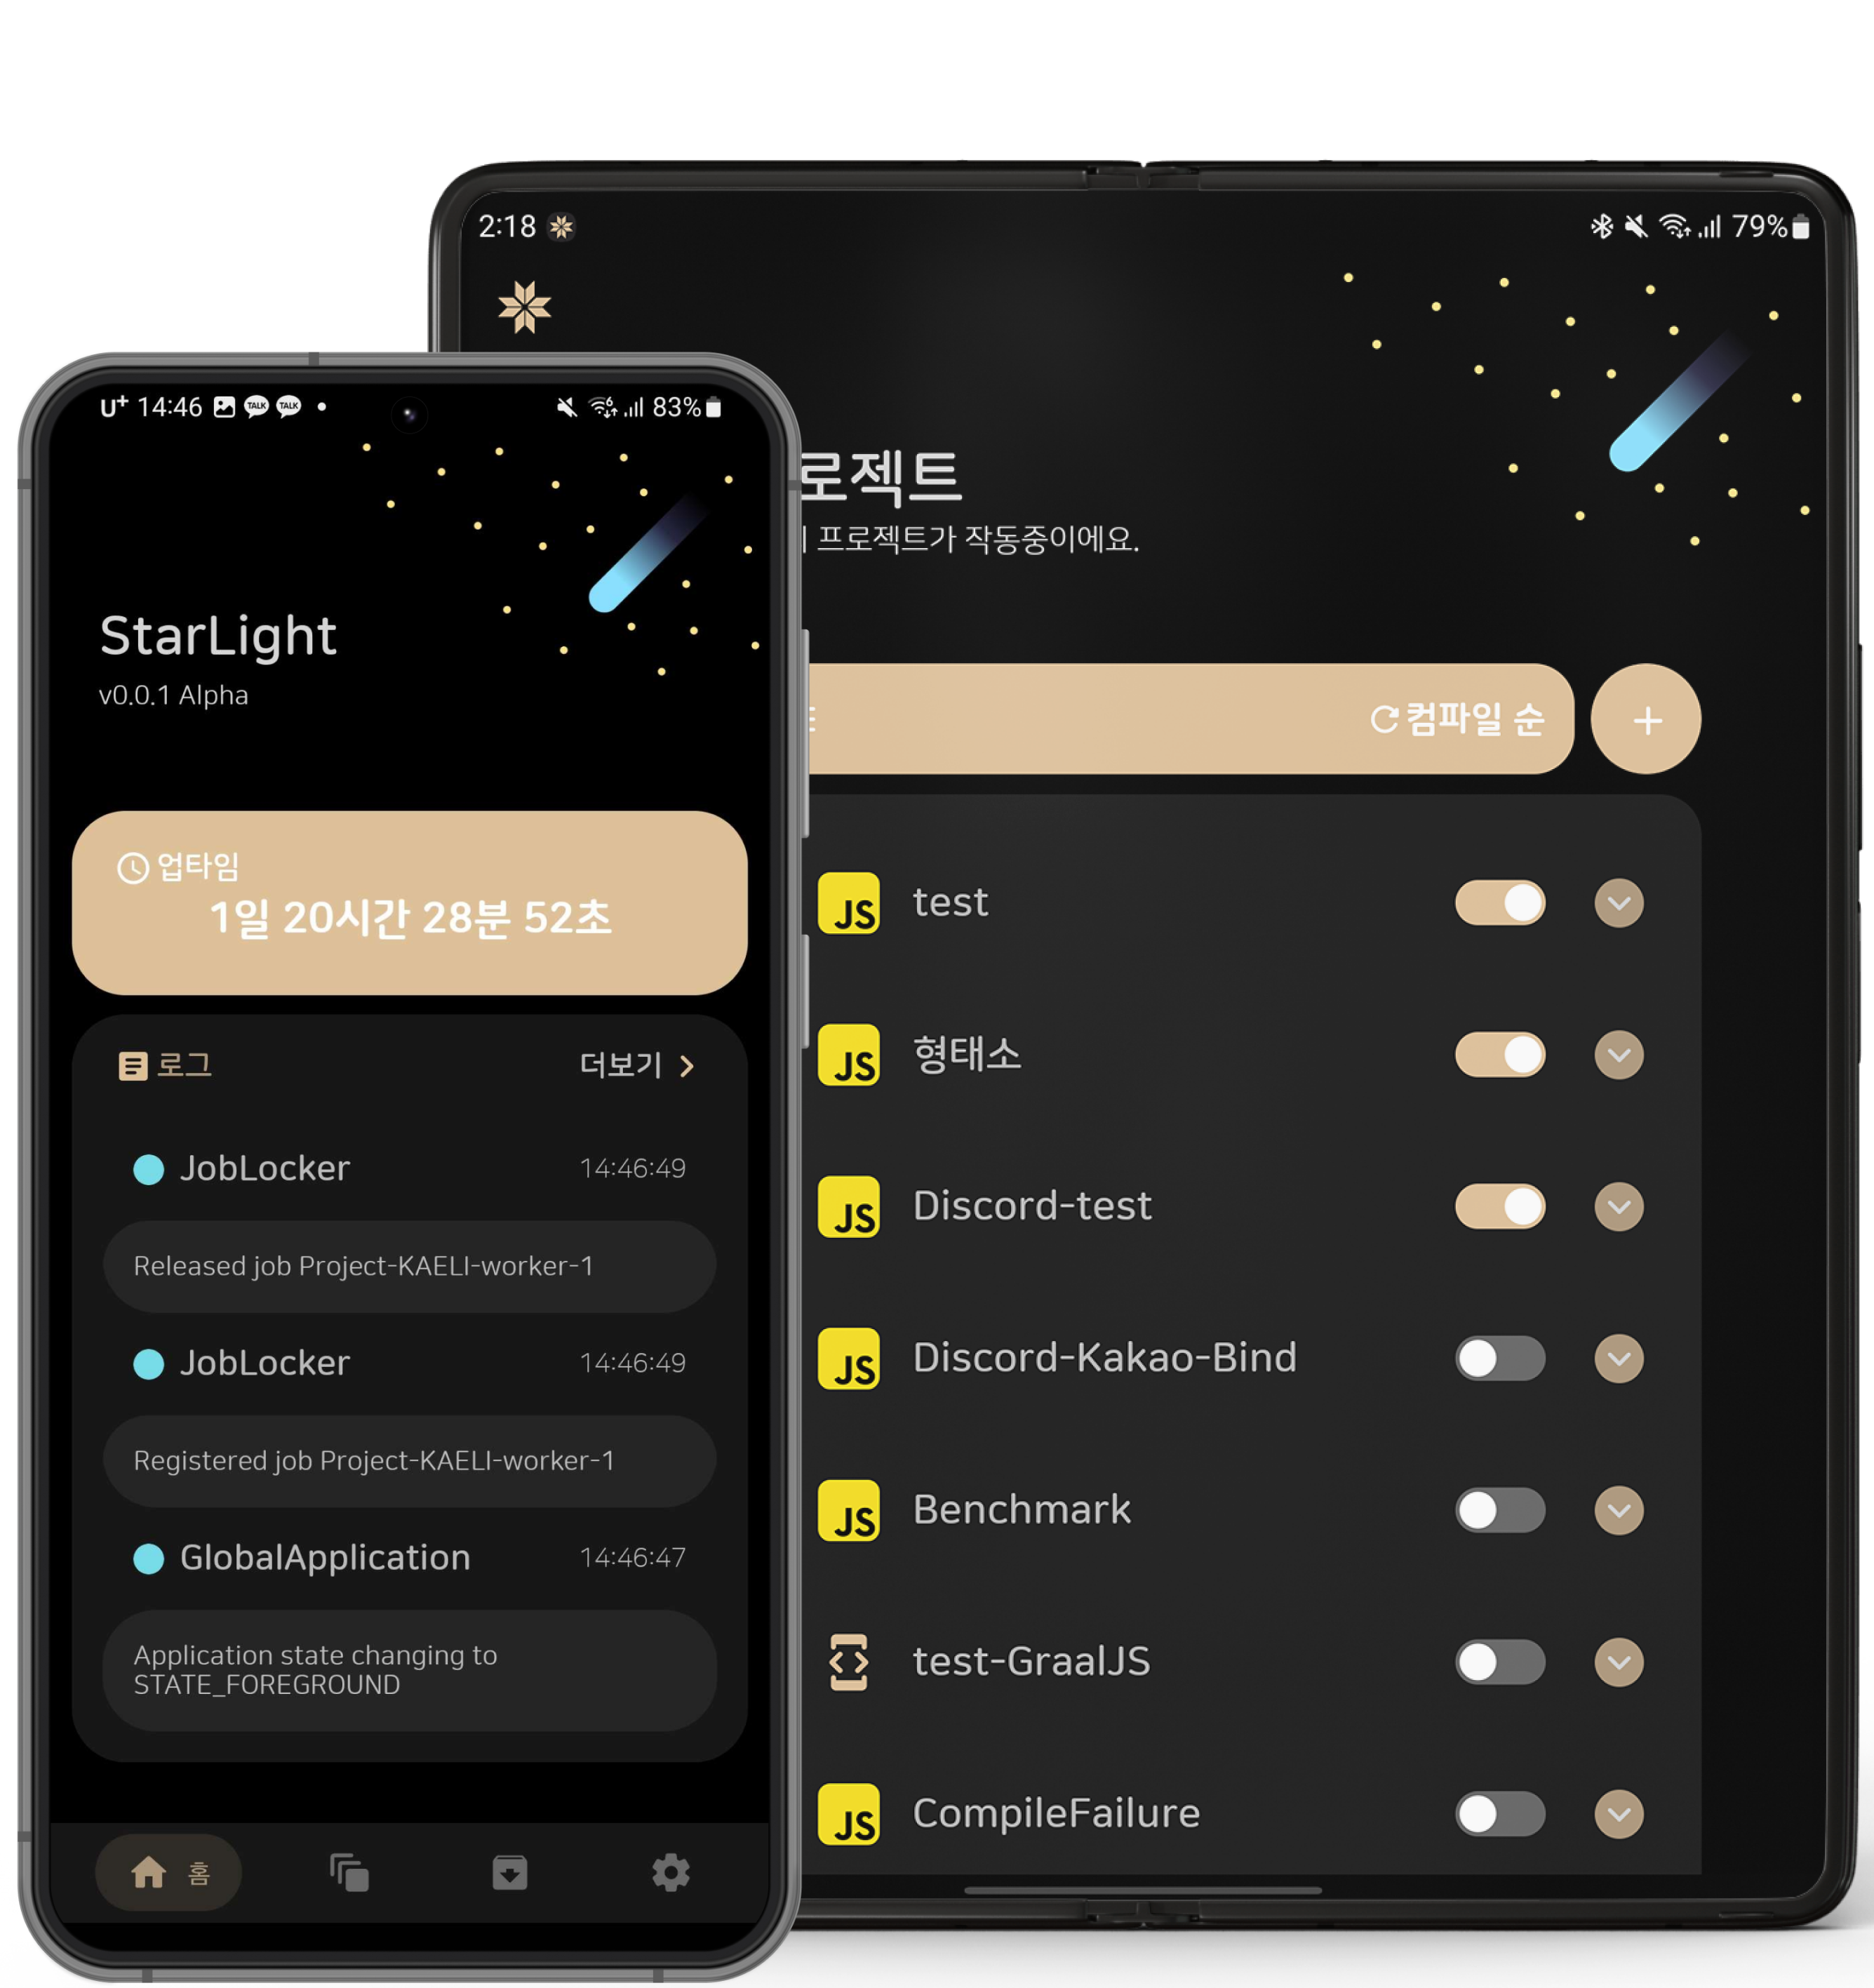 U+ 14:46 TALK TALK 6 83%
StarLight
v0.0.1 Alpha
업타임
1일 20시간 28분 52초
로그 더보기
JobLocker 14:46:49
Released job Project-KAELI-worker-1
JobLocker 14:46:49
Registered job Project-KAELI-worker-1
GlobalApplication 14:46:47
Application state changing to
STATE_FOREGROUND
홈
2:18 79%
로젝트
프로젝트가 작동중이에요.
컴파일 순 +
JS test
JS 형태소
JS Discord-test
JS Discord-Kakao-Bind
JS Benchmark
test-GraalJS
JS CompileFailure